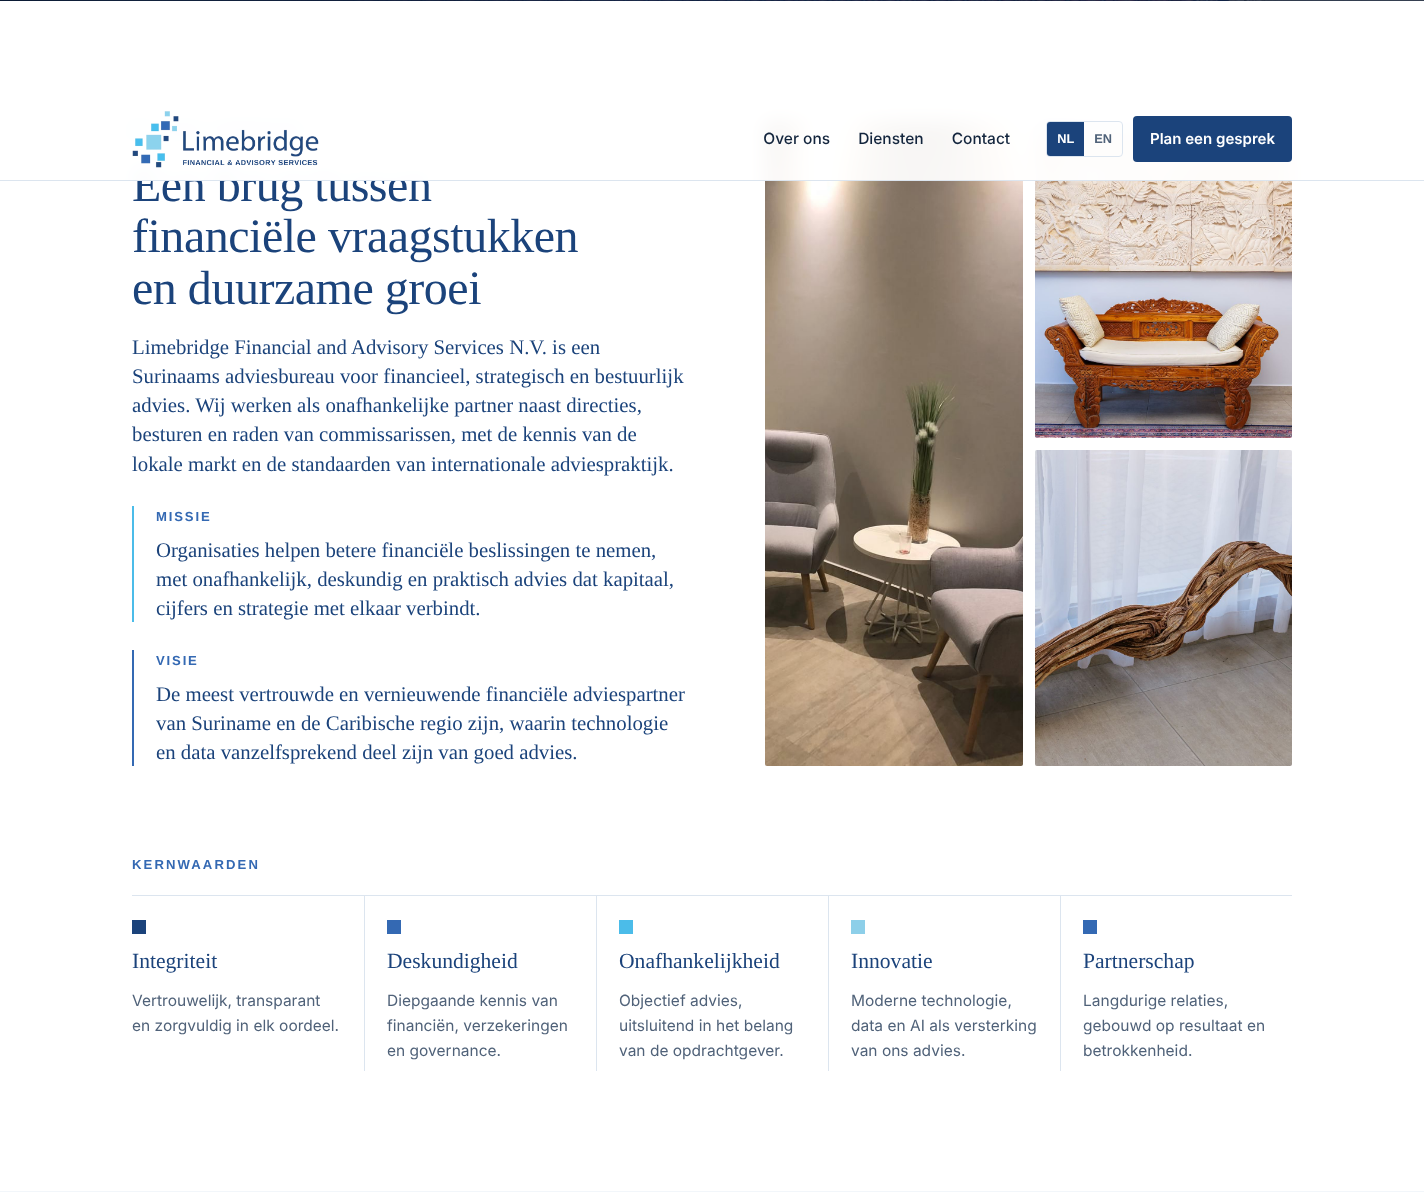 Limebridge
FINANCIAL & ADVISORY SERVICES
Over ons
Diensten
Contact
NL
EN
Plan een gesprek
Een brug tussen
financiële vraagstukken
en duurzame groei
Limebridge Financial and Advisory Services N.V. is een
Surinaams adviesbureau voor financieel, strategisch en bestuurlijk
advies. Wij werken als onafhankelijke partner naast directies,
besturen en raden van commissarissen, met de kennis van de
lokale markt en de standaarden van internationale adviespraktijk.
MISSIE
Organisaties helpen betere financiële beslissingen te nemen,
met onafhankelijk, deskundig en praktisch advies dat kapitaal,
cijfers en strategie met elkaar verbindt.
VISIE
De meest vertrouwde en vernieuwende financiële adviespartner
van Suriname en de Caribische regio zijn, waarin technologie
en data vanzelfsprekend deel zijn van goed advies.
KERNWAARDEN
Integriteit
Vertrouwelijk, transparant
en zorgvuldig in elk oordeel.
Deskundigheid
Diepgaande kennis van
financiën, verzekeringen
en governance.
Onafhankelijkheid
Objectief advies,
uitsluitend in het belang
van de opdrachtgever.
Innovatie
Moderne technologie,
data en AI als versterking
van ons advies.
Partnerschap
Langdurige relaties,
gebouwd op resultaat en
betrokkenheid.